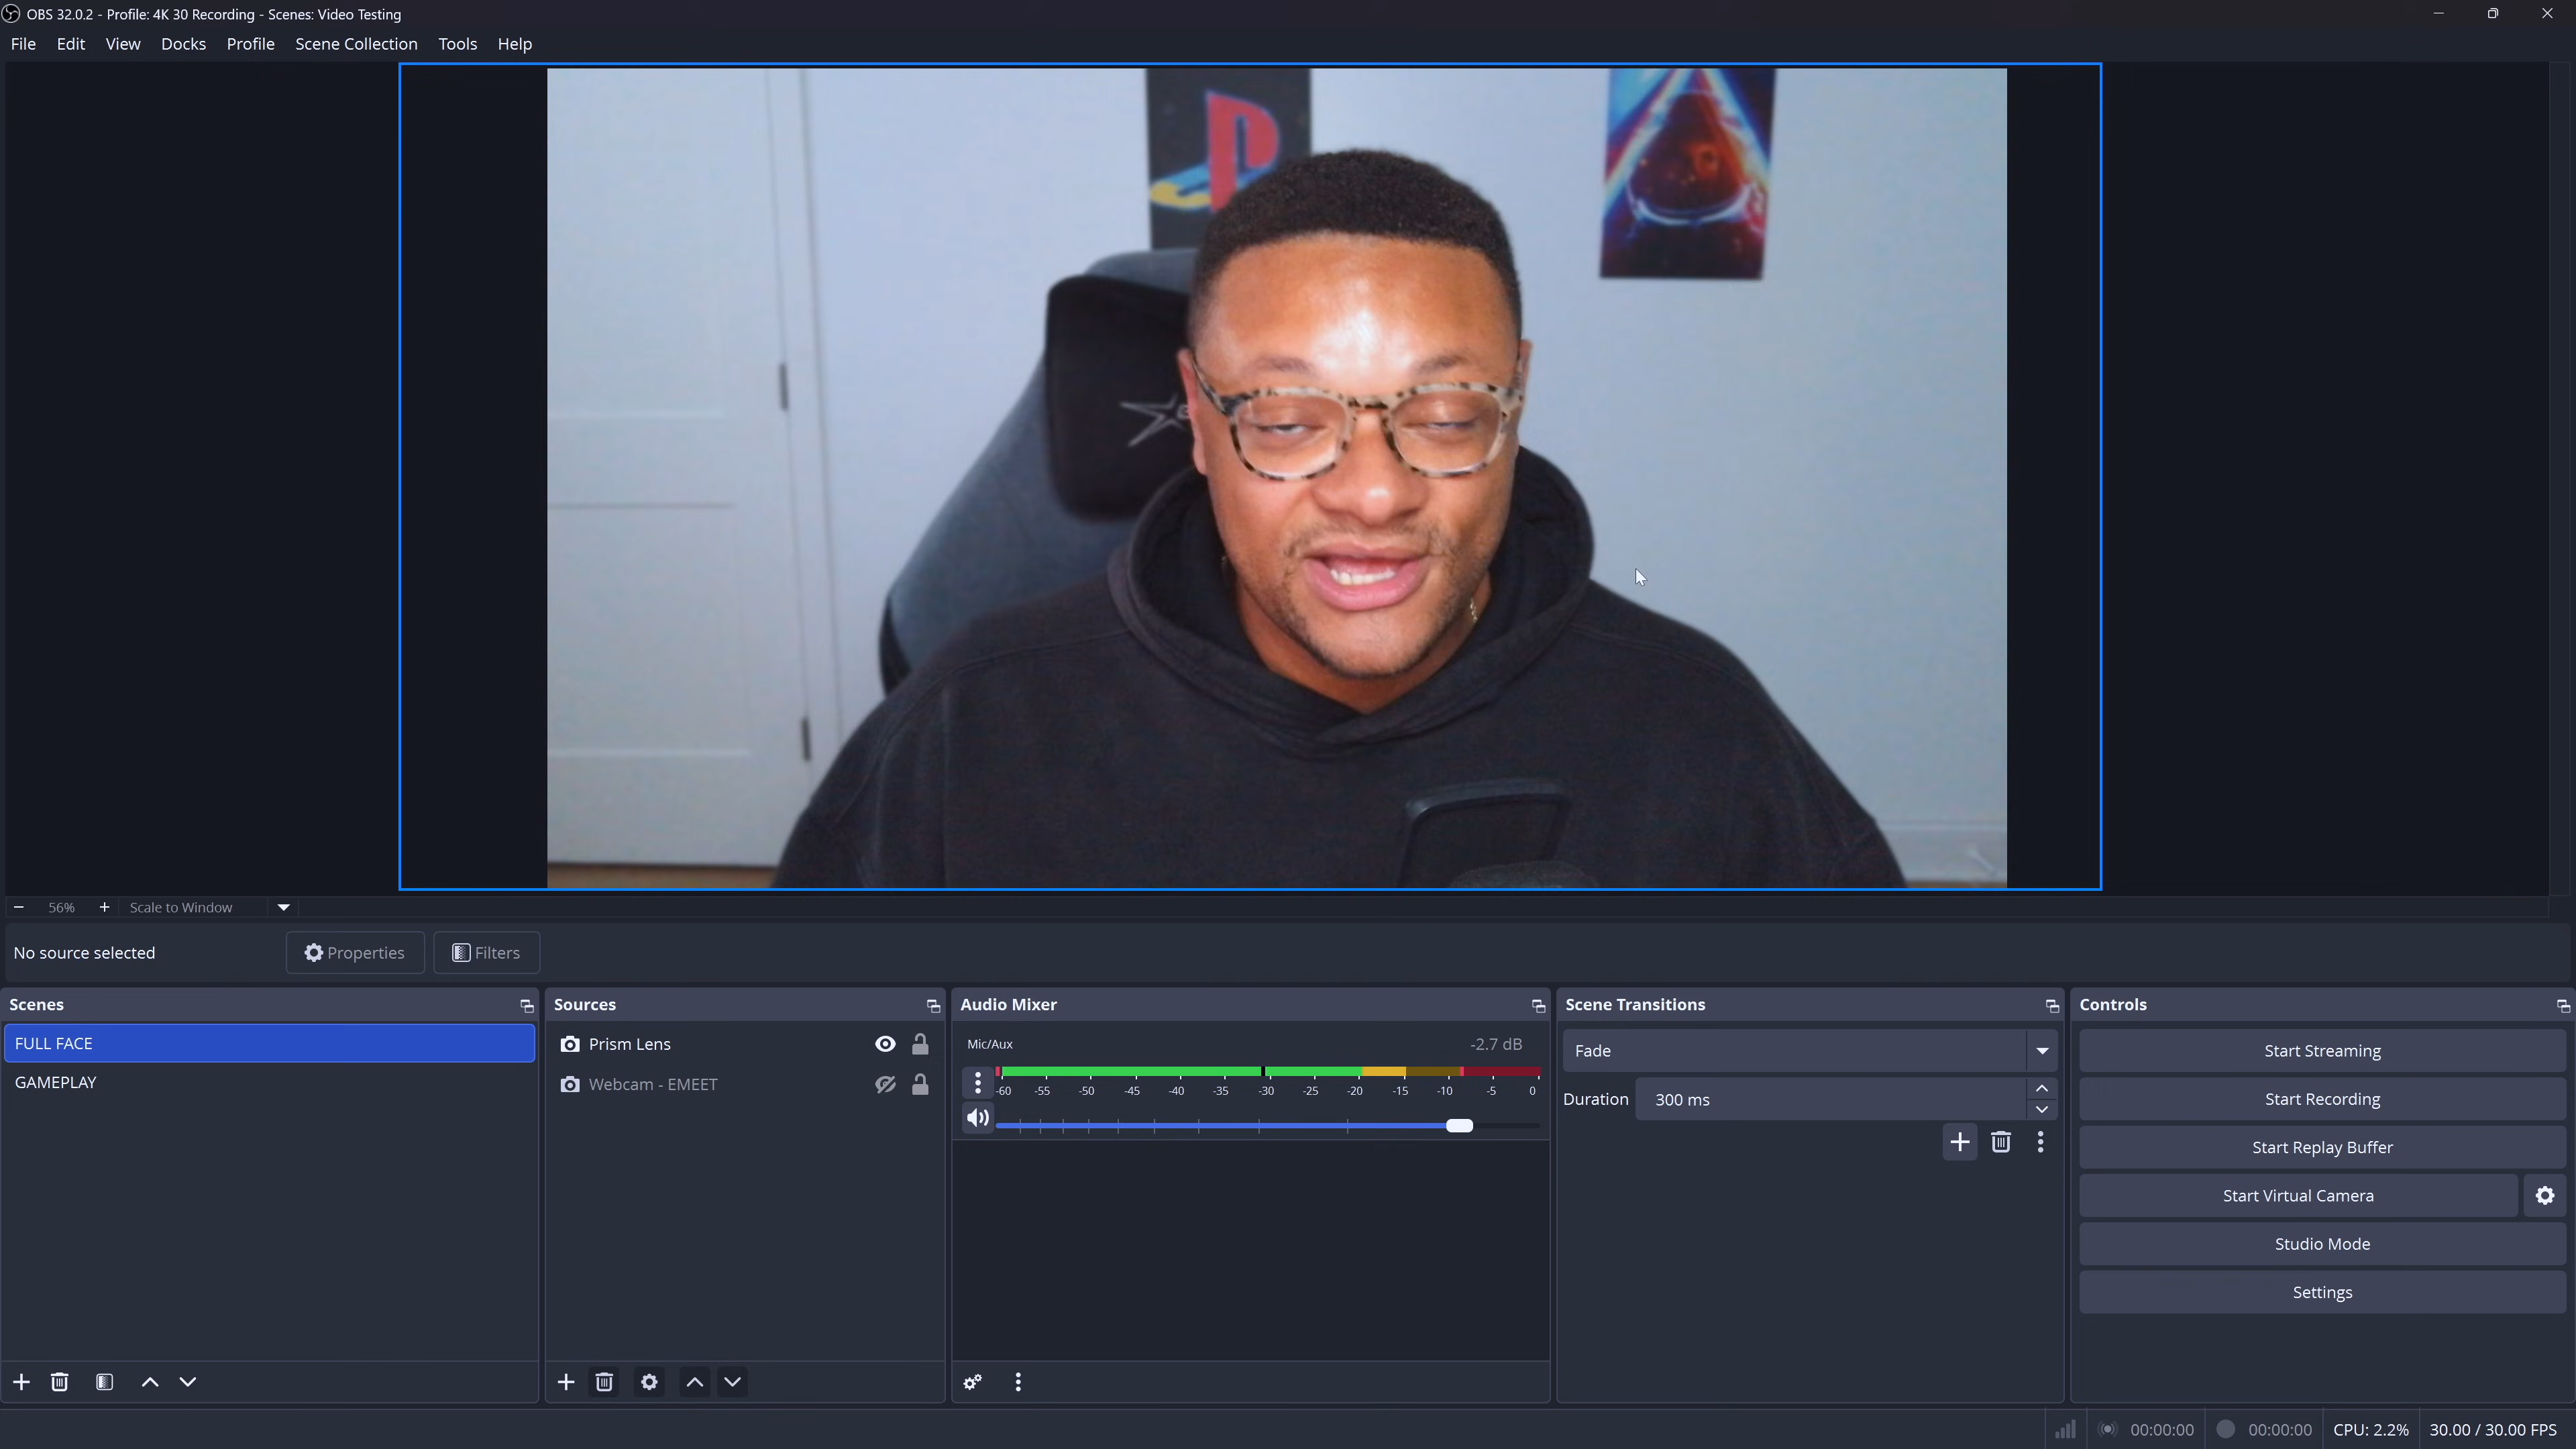 OBS 32.0.2 - Profile: 4K 30 Recording - Scenes: Video Testing
File Edit View Docks Profile Scene Collection Tools Help
56% Scale to Window
No source selected Properties Filters
Scenes
FULL FACE
GAMEPLAY
Sources
Prism Lens
Webcam - EMEET
Audio Mixer
Mic/Aux -2.7 dB
-60 -55 -50 -45 -40 -35 -30 -25 -20 -15 -10 -5 0
Scene Transitions
Fade
Duration 300 ms
Controls
Start Streaming
Start Recording
Start Replay Buffer
Start Virtual Camera
Studio Mode
Settings
00:00:00 00:00:00 CPU: 2.2% 30.00 / 30.00 FPS